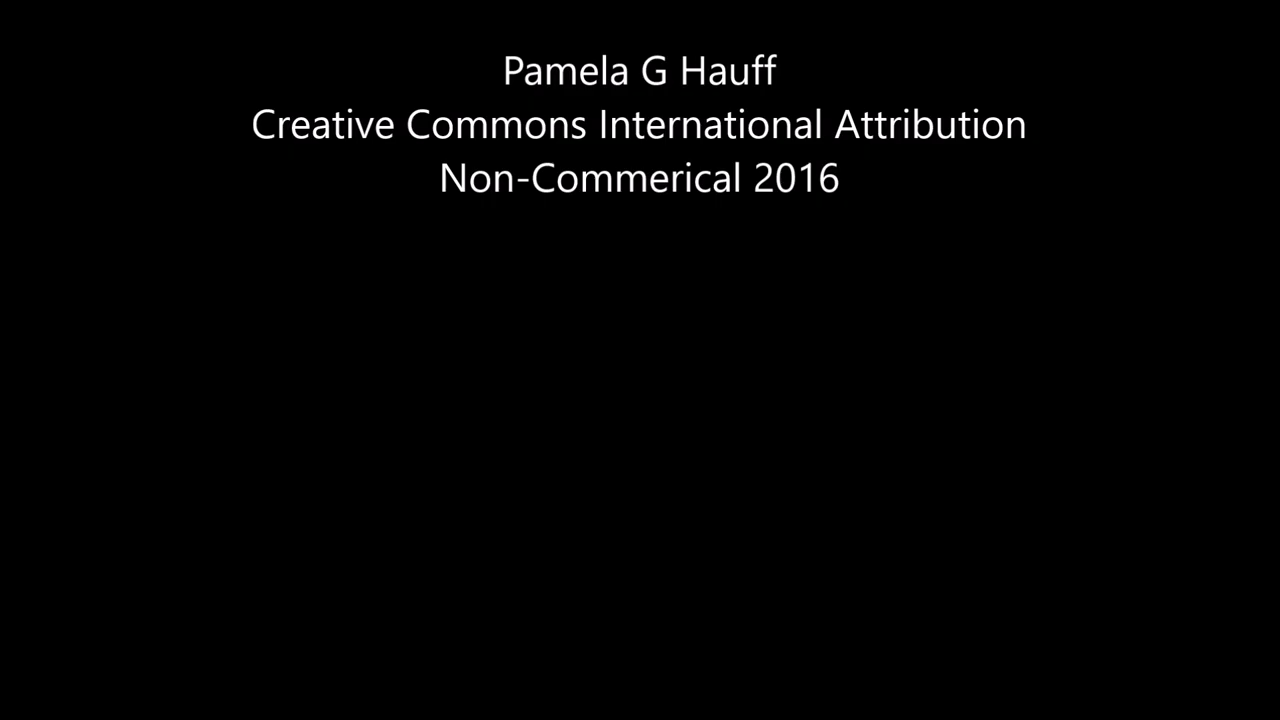 Pamela G Hauff
Creative Commons International Attribution
Non-Commerical 2016